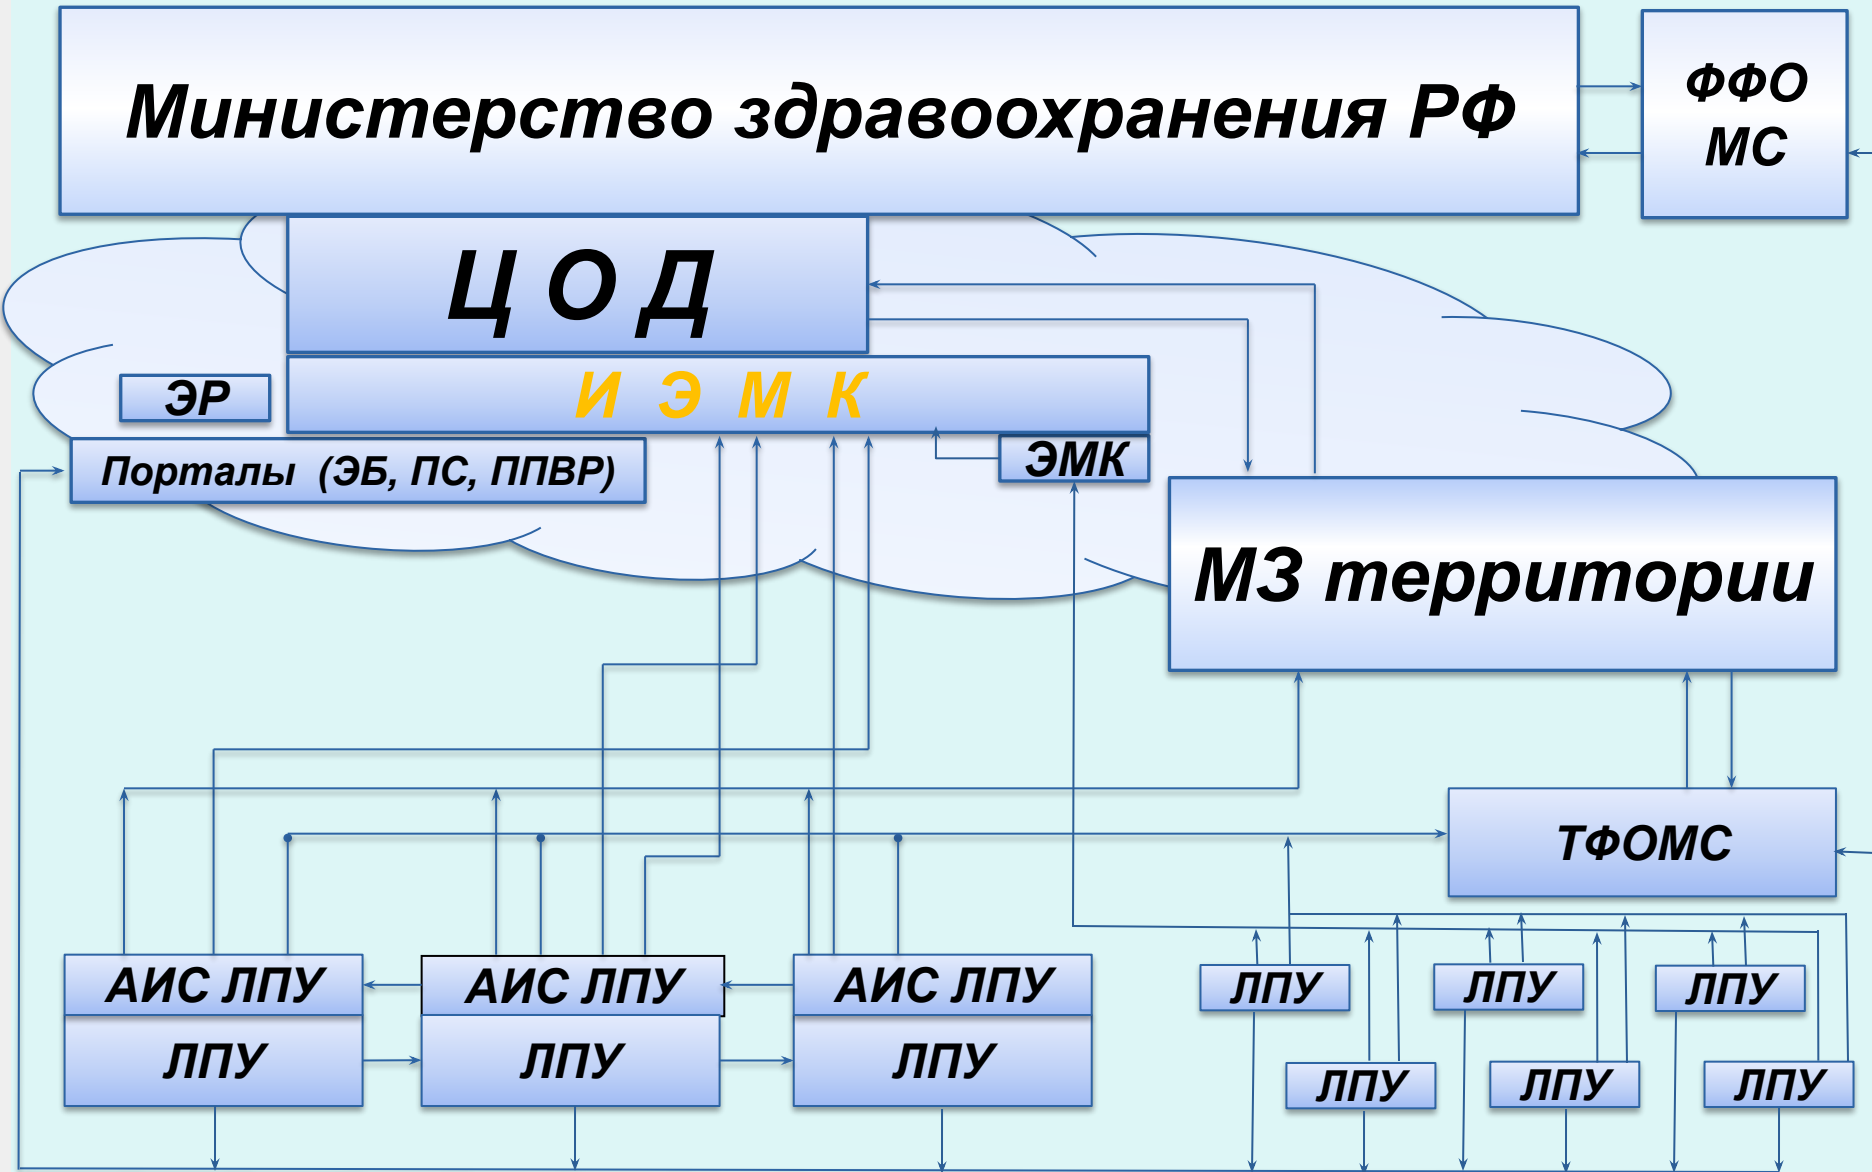 Министерство здравоохранения РФ
ФФО
МС
Ц О Д
И Э М К
ЭР
ЭМК
Порталы (ЭБ, ПС, ППВР)
МЗ территории
ТФОМС
АИС ЛПУ
АИС ЛПУ
АИС ЛПУ
ЛПУ
ЛПУ
ЛПУ
ЛПУ
ЛПУ
ЛПУ
ЛПУ
ЛПУ
ЛПУ